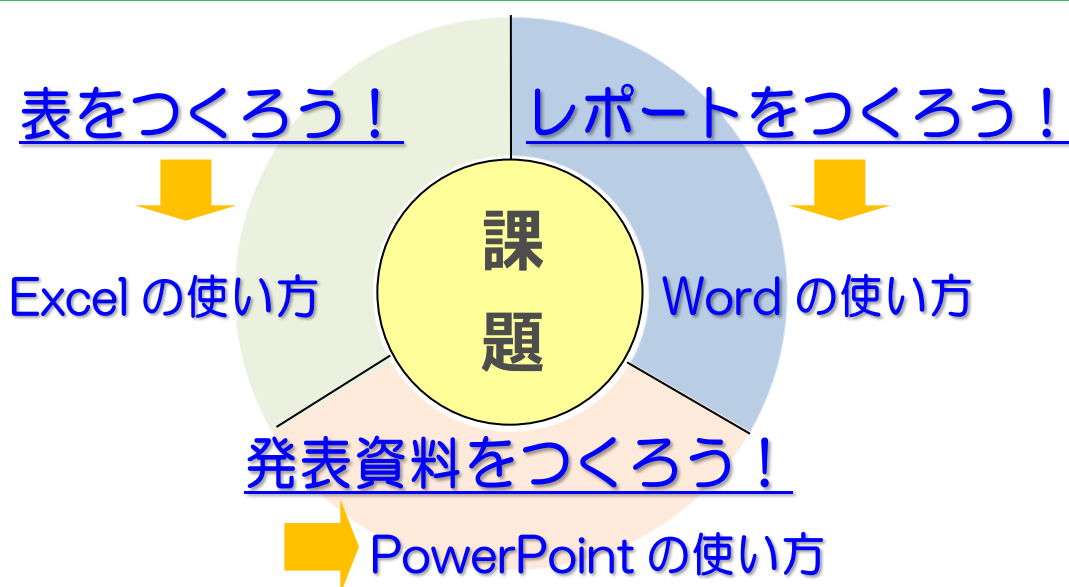 表をつくろう！
レポートをつくろう！
課
題
Excel の使い方
Word の使い方
発表資料をつくろう！
PowerPoint の使い方